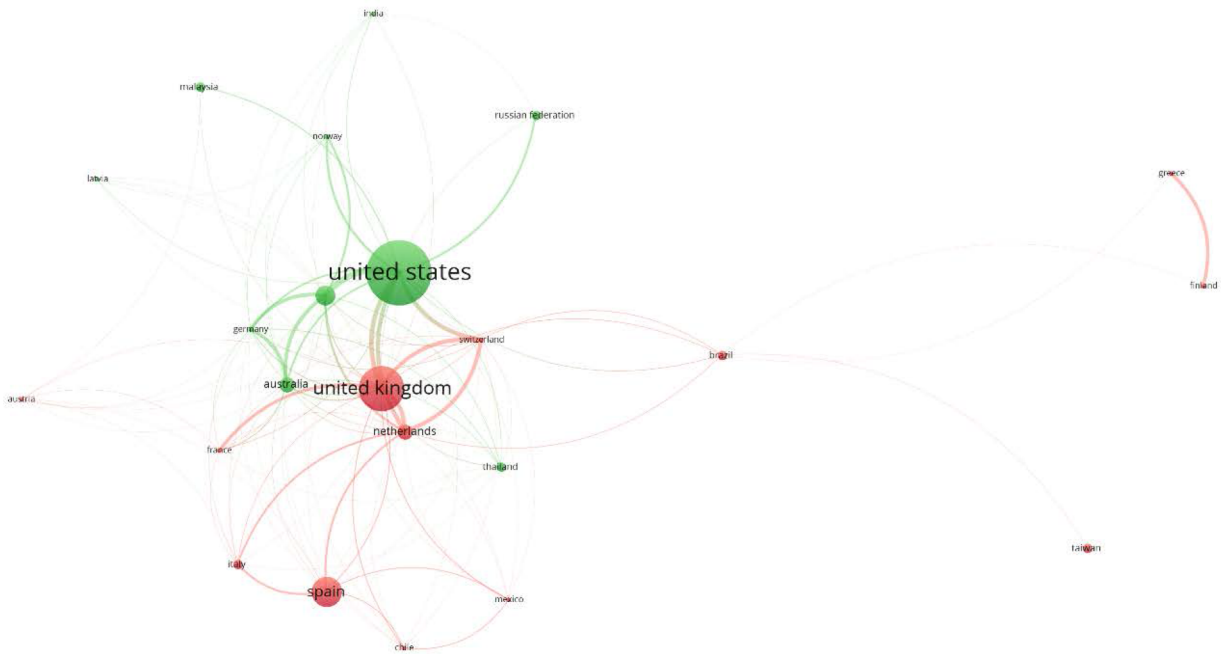 india
malaysia
russian federation
norway
greece
latvia
united states
finland
germany
switzerland
brazil
australia
united kingdom
austria
netherlands
france
thailand
taiwan
italy
spain
mexico
chile